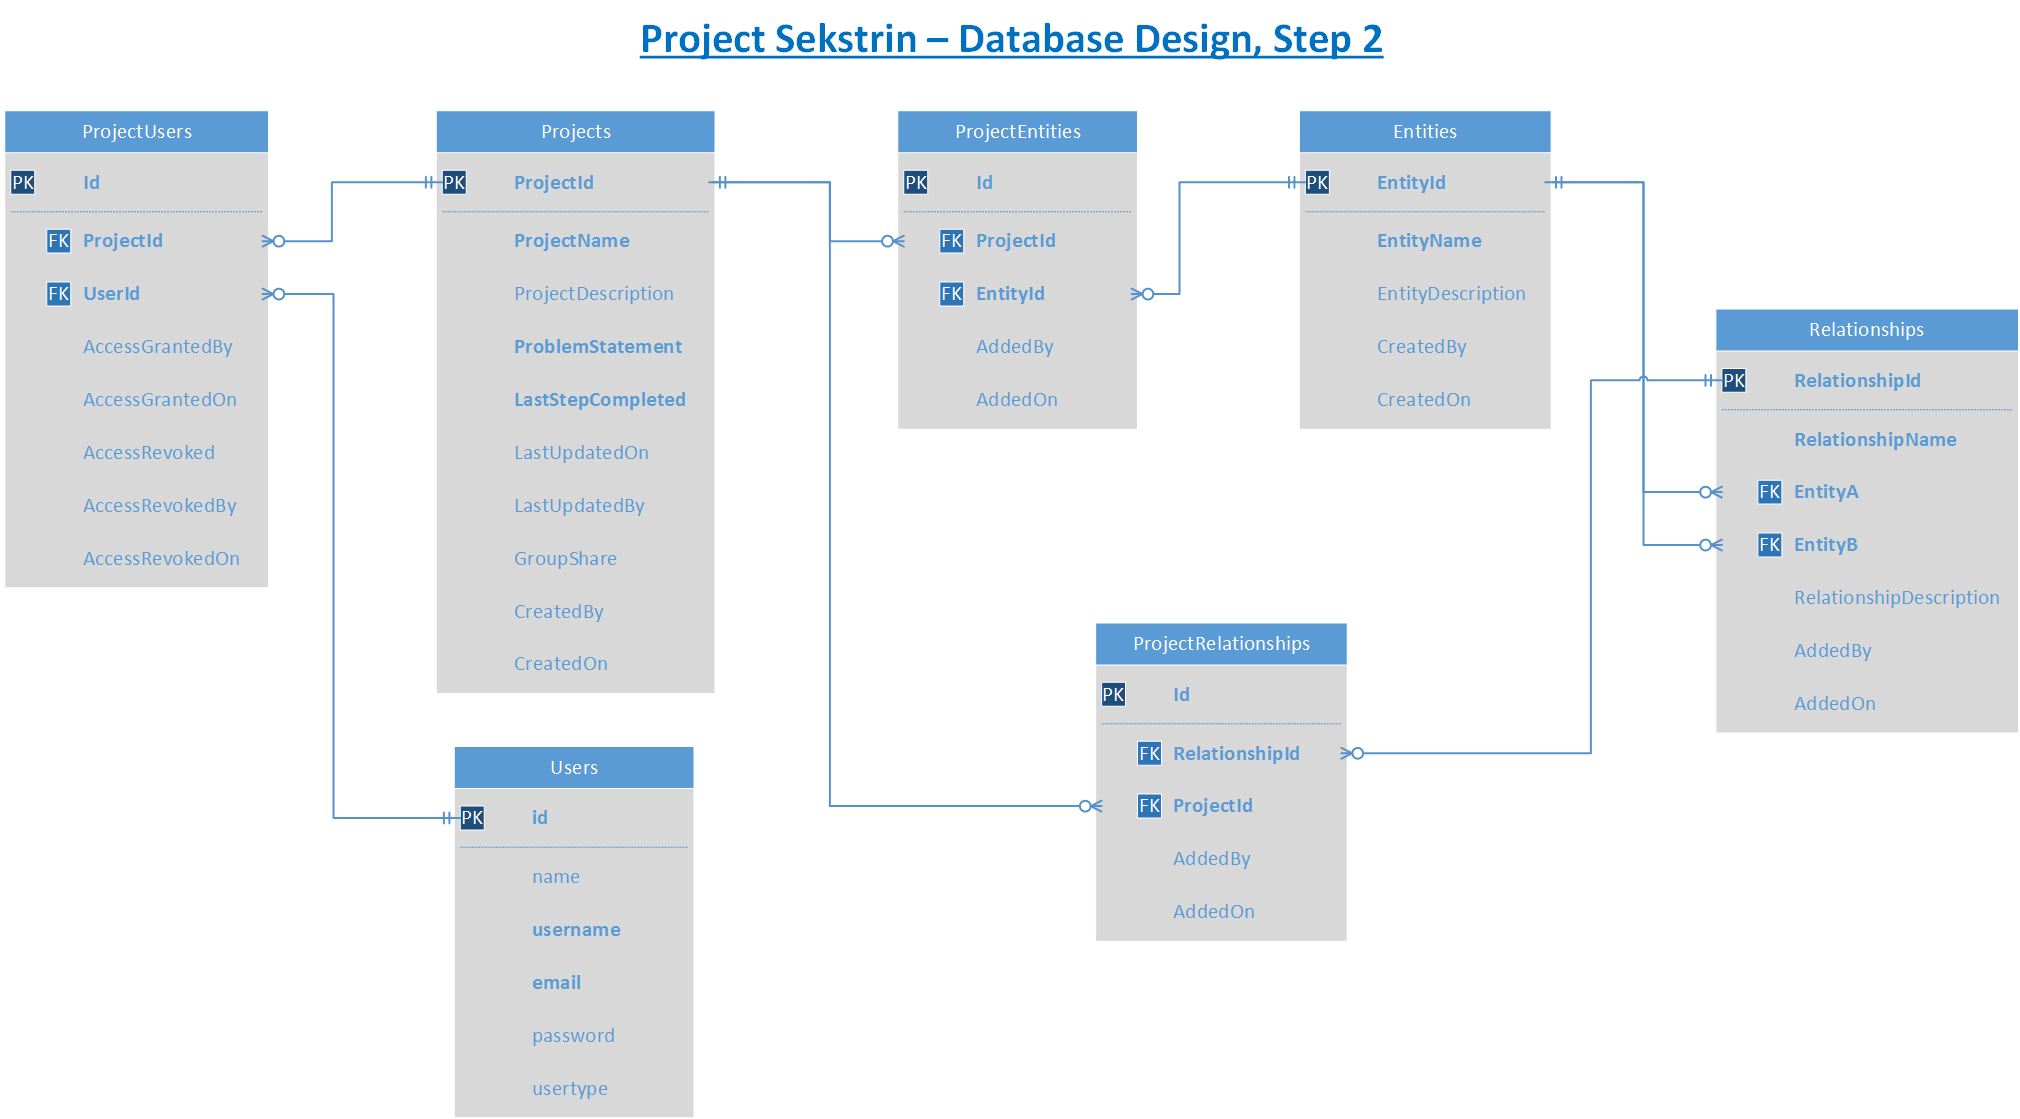 Project Sekstrin – Database Design, Step 2
ProjectUsers
PK Id
FK ProjectId
FK UserId
AccessGrantedBy
AccessGrantedOn
AccessRevoked
AccessRevokedBy
AccessRevokedOn
Projects
PK ProjectId
ProjectName
ProjectDescription
ProblemStatement
LastStepCompleted
LastUpdatedOn
LastUpdatedBy
GroupShare
CreatedBy
CreatedOn
ProjectEntities
PK Id
FK ProjectId
FK EntityId
AddedBy
AddedOn
Entities
PK EntityId
EntityName
EntityDescription
CreatedBy
CreatedOn
Relationships
PK RelationshipId
RelationshipName
FK EntityA
FK EntityB
RelationshipDescription
AddedBy
AddedOn
ProjectRelationships
PK Id
FK RelationshipId
FK ProjectId
AddedBy
AddedOn
Users
PK id
name
username
email
password
usertype